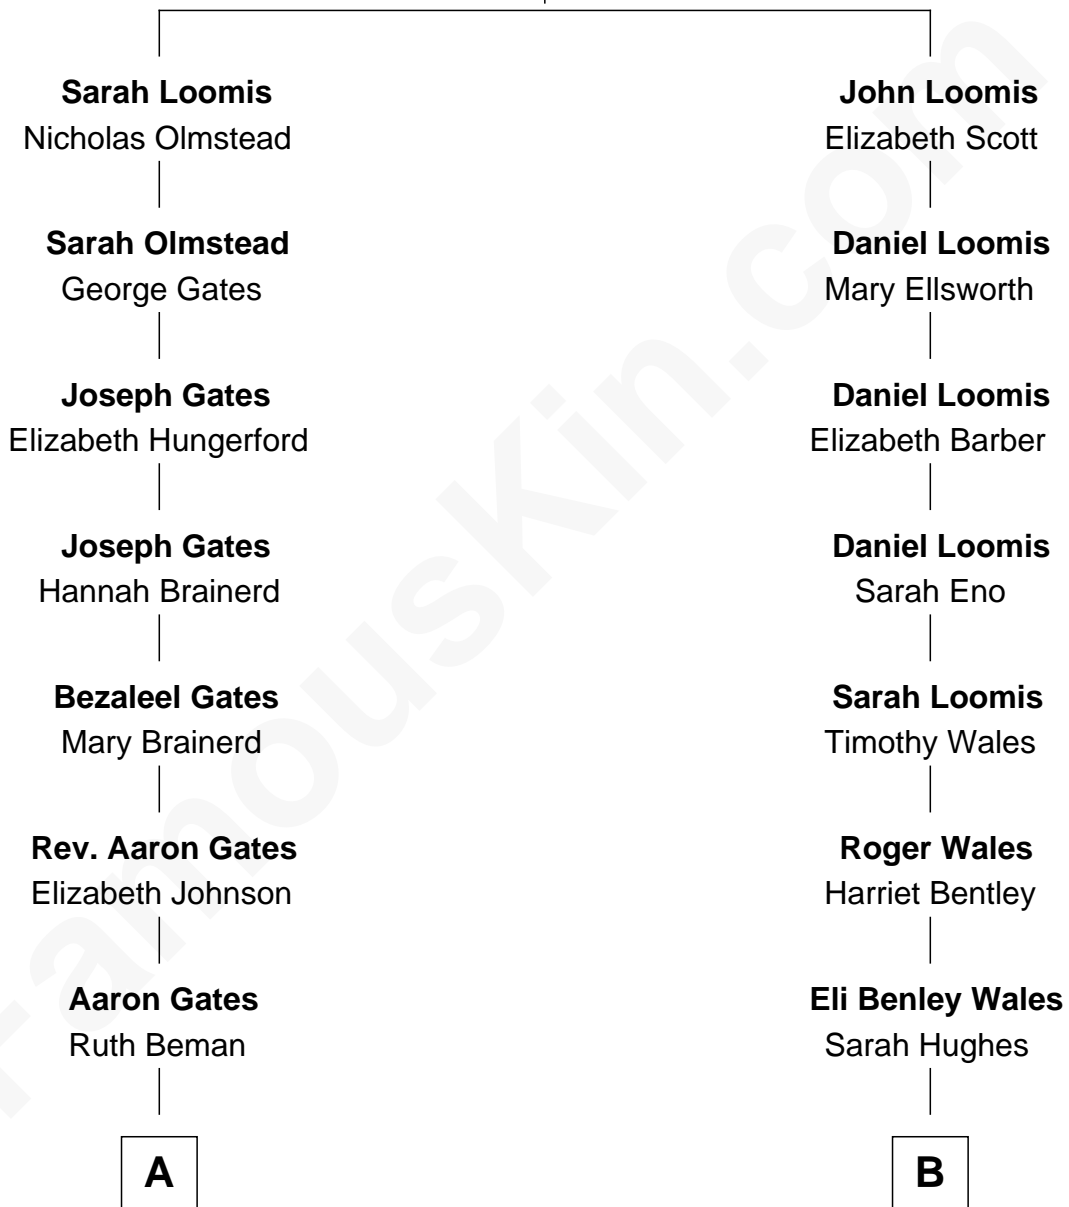 Sarah Loomis
Nicholas Olmstead
John Loomis
Elizabeth Scott
Sarah Olmstead
George Gates
Daniel Loomis
Mary Ellsworth
Joseph Gates
Elizabeth Hungerford
Daniel Loomis
Elizabeth Barber
Joseph Gates
Hannah Brainerd
Daniel Loomis
Sarah Eno
Bezaleel Gates
Mary Brainerd
Sarah Loomis
Timothy Wales
Rev. Aaron Gates
Elizabeth Johnson
Roger Wales
Harriet Bentley
Aaron Gates
Ruth Beman
Eli Benley Wales
Sarah Hughes
A
B
FamousKin.com